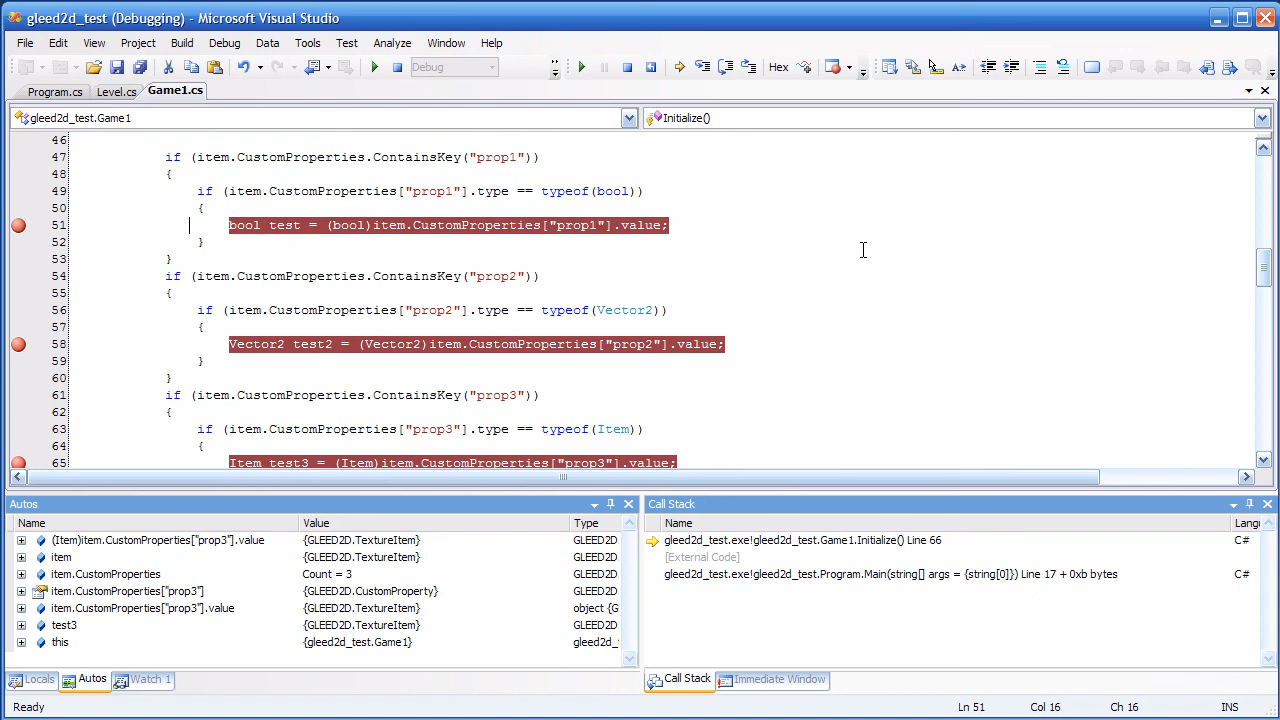 gleed2d_test (Debugging) - Microsoft Visual Studio
File Edit View Project Build Debug Data Tools Test Analyze Window Help
Debug Hex
Program.cs Level.cs Game1.cs
gleed2d_test.Game1 Initialize()
46
47 if (item.CustomProperties.ContainsKey("prop1"))
48 {
49 if (item.CustomProperties["prop1"].type == typeof(bool))
50 {
51 bool test = (bool)item.CustomProperties["prop1"].value;
52 }
53 }
54 if (item.CustomProperties.ContainsKey("prop2"))
55 {
56 if (item.CustomProperties["prop2"].type == typeof(Vector2))
57 {
58 Vector2 test2 = (Vector2)item.CustomProperties["prop2"].value;
59 }
60 }
61 if (item.CustomProperties.ContainsKey("prop3"))
62 {
63 if (item.CustomProperties["prop3"].type == typeof(Item))
64 {
65 Item test3 = (Item)item.CustomProperties["prop3"].value;
Autos
Name Value Type
(Item)item.CustomProperties["prop3"].value {GLEED2D.TextureItem} GLEED2D.
item {GLEED2D.TextureItem} GLEED2D.
item.CustomProperties Count = 3 GLEED2D.
item.CustomProperties["prop3"] {GLEED2D.CustomProperty} GLEED2D.
item.CustomProperties["prop3"].value {GLEED2D.TextureItem} object {G
test3 {GLEED2D.TextureItem} GLEED2D.
this {gleed2d_test.Game1} gleed2d_
Locals Autos Watch 1
Call Stack
Name Langu
gleed2d_test.exe!gleed2d_test.Game1.Initialize() Line 66 C#
[External Code]
gleed2d_test.exe!gleed2d_test.Program.Main(string[] args = {string[0]}) Line 17 + 0xb bytes C#
Call Stack Immediate Window
Ready Ln 51 Col 16 Ch 16 INS